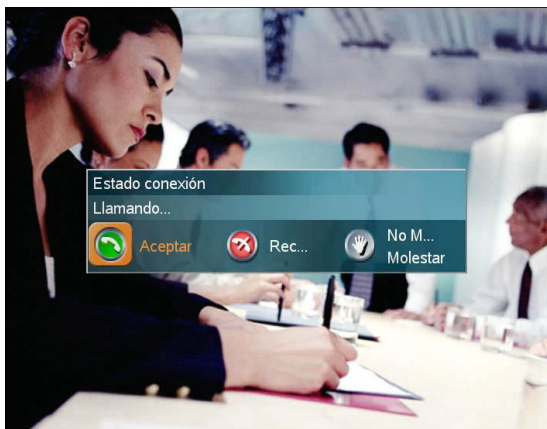 Estado conexión
Llamando...
Aceptar
Rec...
No M...
Molestar